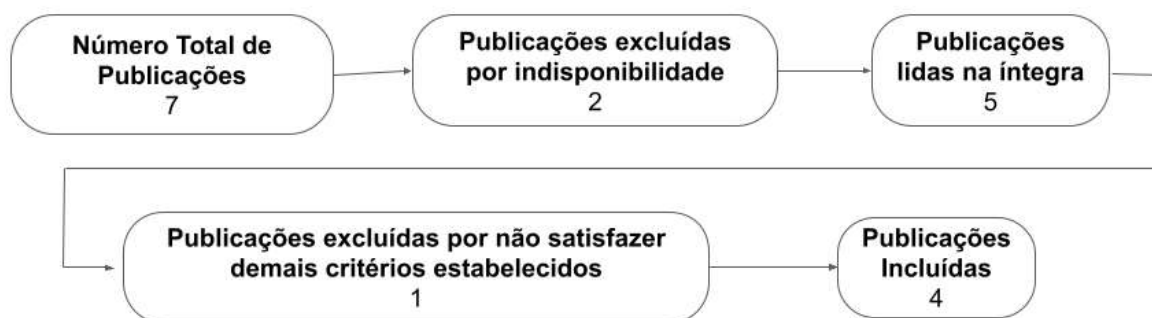 Número Total de
Publicações
7
Publicações excluídas
por indisponibilidade
2
Publicações
lidas na íntegra
5
Publicações excluídas por não satisfazer
demais critérios estabelecidos
1
Publicações
Incluídas
4